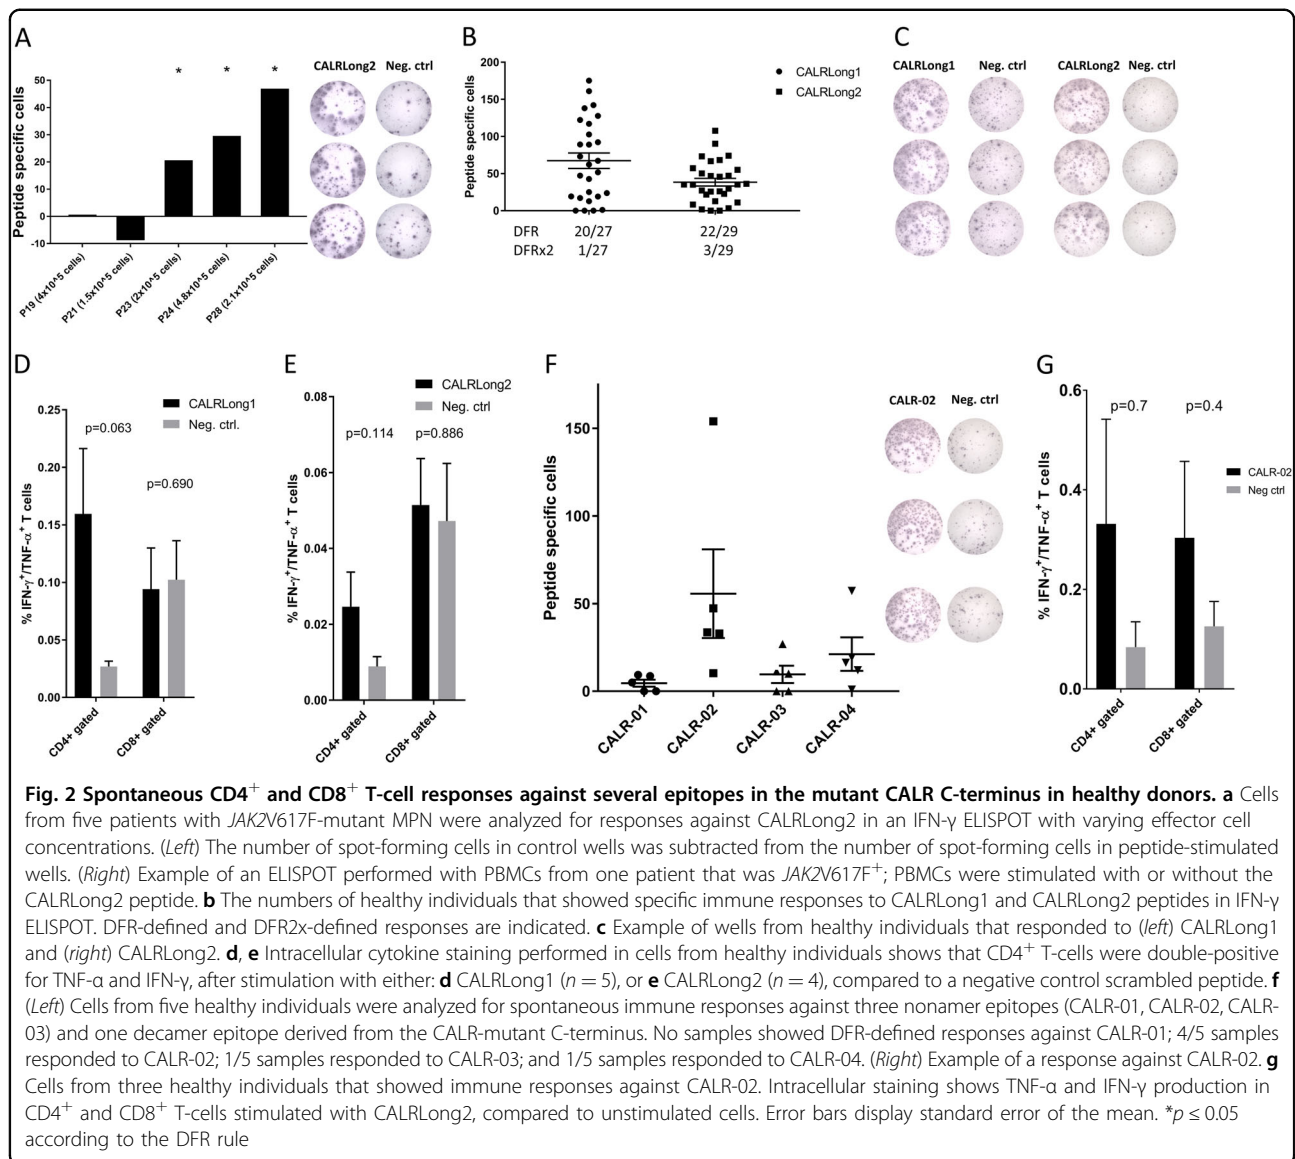 A
Peptide specific cells
50
40
30
20
10
0
-10
*
*
*
P19 (4x10^5 cells)
P21 (1.5x10^5 cells)
P23 (2x10^5 cells)
P24 (4.8x10^5 cells)
P28 (2.1x10^5 cells)
CALRLong2 Neg. ctrl
B
Peptide specific cells
200
150
100
50
0
CALRLong1
CALRLong2
DFR 20/27 22/29
DFRx2 1/27 3/29
C
CALRLong1 Neg. ctrl CALRLong2 Neg. ctrl
D
% IFN-γ+/TNF-α+ T cells
0.25
0.20
0.15
0.10
0.05
0.00
CALRLong1
Neg. ctrl.
p=0.063
p=0.690
CD4+ gated
CD8+ gated
E
% IFN-γ+/TNF-α+ T cells
0.08
0.06
0.04
0.02
0.00
CALRLong2
Neg. ctrl
p=0.114 p=0.886
CD4+ gated
CD8+ gated
F
Peptide specific cells
150
100
50
0
CALR-01
CALR-02
CALR-03
CALR-04
CALR-02 Neg. ctrl
G
% IFN-γ+/TNF-α+ T cells
0.6
0.4
0.2
0.0
p=0.7 p=0.4
CALR-02
Neg ctrl
CD4+ gated
CD8+ gated
Fig. 2 Spontaneous CD4+ and CD8+ T-cell responses against several epitopes in the mutant CALR C-terminus in healthy donors. a Cells
from five patients with JAK2V617F-mutant MPN were analyzed for responses against CALRLong2 in an IFN-γ ELISPOT with varying effector cell
concentrations. (Left) The number of spot-forming cells in control wells was subtracted from the number of spot-forming cells in peptide-stimulated
wells. (Right) Example of an ELISPOT performed with PBMCs from one patient that was JAK2V617F+; PBMCs were stimulated with or without the
CALRLong2 peptide. b The numbers of healthy individuals that showed specific immune responses to CALRLong1 and CALRLong2 peptides in IFN-γ
ELISPOT. DFR-defined and DFR2x-defined responses are indicated. c Example of wells from healthy individuals that responded to (left) CALRLong1
and (right) CALRLong2. d, e Intracellular cytokine staining performed in cells from healthy individuals shows that CD4+ T-cells were double-positive
for TNF-α and IFN-γ, after stimulation with either: d CALRLong1 (n = 5), or e CALRLong2 (n = 4), compared to a negative control scrambled peptide. f
(Left) Cells from five healthy individuals were analyzed for spontaneous immune responses against three nonamer epitopes (CALR-01, CALR-02, CALR-
03) and one decamer epitope derived from the CALR-mutant C-terminus. No samples showed DFR-defined responses against CALR-01; 4/5 samples
responded to CALR-02; 1/5 samples responded to CALR-03; and 1/5 samples responded to CALR-04. (Right) Example of a response against CALR-02. g
Cells from three healthy individuals that showed immune responses against CALR-02. Intracellular staining shows TNF-α and IFN-γ production in
CD4+ and CD8+ T-cells stimulated with CALRLong2, compared to unstimulated cells. Error bars display standard error of the mean. *p ≤ 0.05
according to the DFR rule